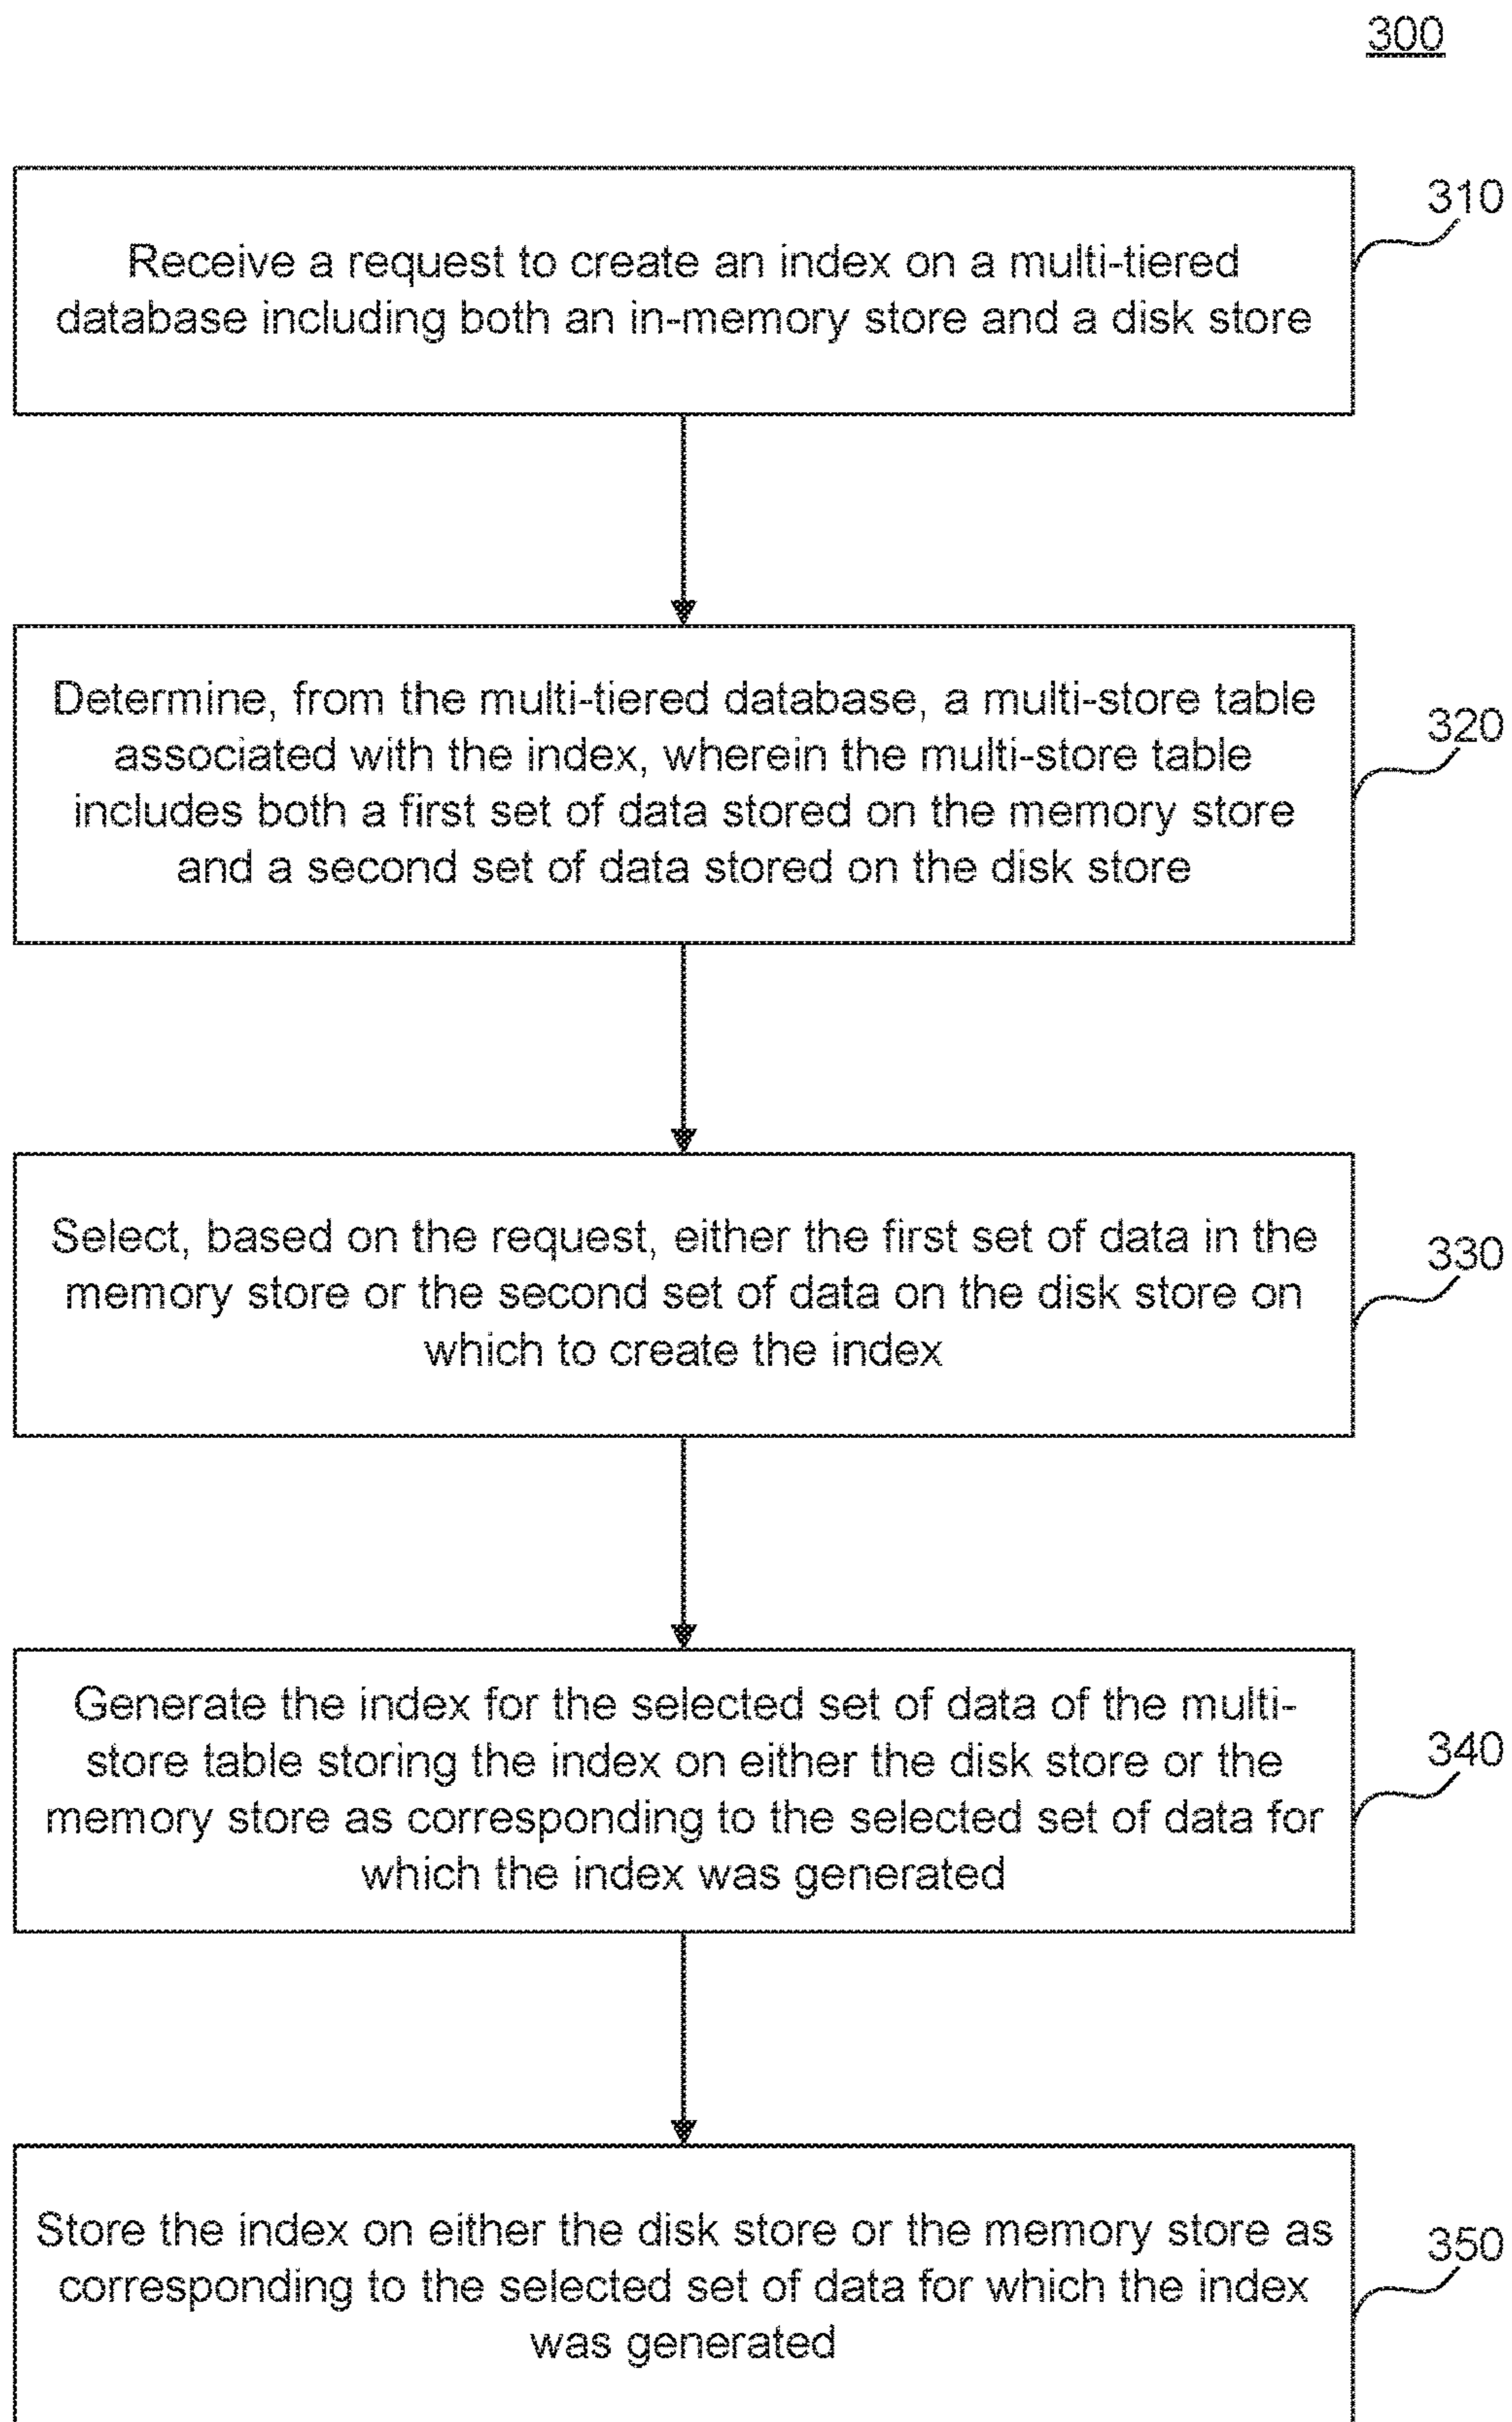 300
310
Receive a request to create an index on a multi-tiered
database including both an in-memory store and a disk store
Determine, from the multi-tiered database, a multi-store table
associated with the index, wherein the multi-store table
includes both a first set of data stored on the memory store
and a second set of data stored on the disk store
320
Select, based on the request, either the first set of data in the
memory store or the second set of data on the disk store on
which to create the index
330
Generate the index for the selected set of data of the multi-
store table storing the index on either the disk store or the
memory store as corresponding to the selected set of data for
which the index was generated
340
Store the index on either the disk store or the memory store as
corresponding to the selected set of data for which the index
was generated
350